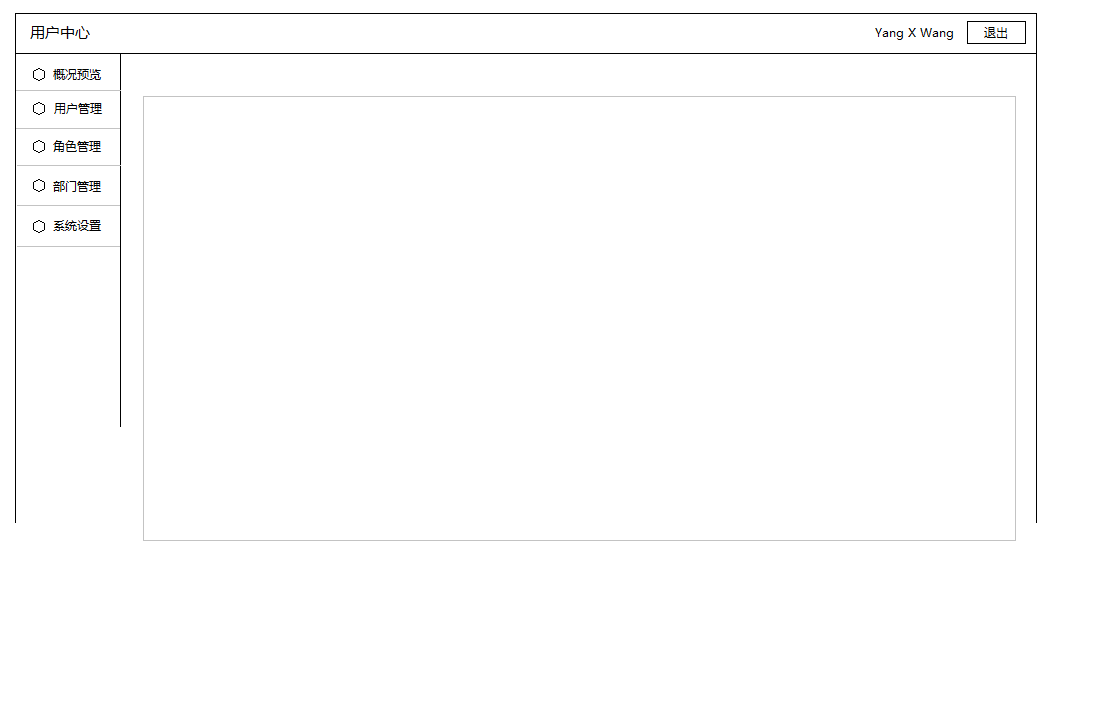 用户中心
Yang X Wang
退出
概况预览
用户管理
角色管理
部门管理
系统设置